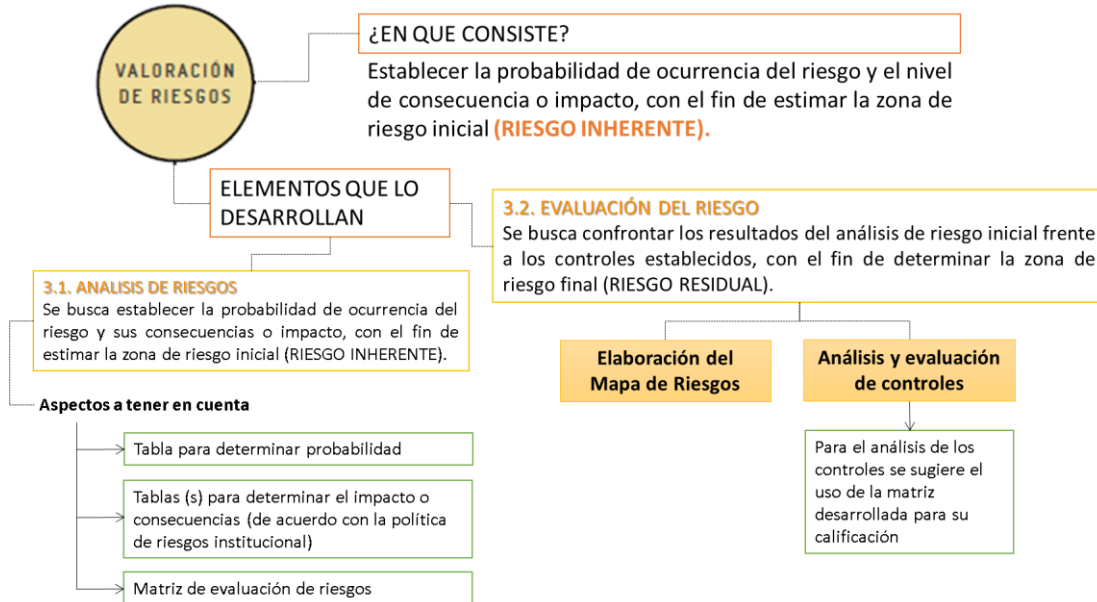 VALORACIÓN
DE RIESGOS
¿EN QUE CONSISTE?
Establecer la probabilidad de ocurrencia del riesgo y el nivel
de consecuencia o impacto, con el fin de estimar la zona de
riesgo inicial (RIESGO INHERENTE).
ELEMENTOS QUE LO
DESARROLLAN
3.1. ANALISIS DE RIESGOS
Se busca establecer la probabilidad de ocurrencia del
riesgo y sus consecuencias o impacto, con el fin de
estimar la zona de riesgo inicial (RIESGO INHERENTE).
Aspectos a tener en cuenta
Tabla para determinar probabilidad
Tablas (s) para determinar el impacto o
consecuencias (de acuerdo con la política
de riesgos institucional)
Matriz de evaluación de riesgos
3.2. EVALUACIÓN DEL RIESGO
Se busca confrontar los resultados del análisis de riesgo inicial frente
a los controles establecidos, con el fin de determinar la zona de
riesgo final (RIESGO RESIDUAL).
Elaboración del
Mapa de Riesgos
Análisis y evaluación
de controles
Para el análisis de los
controles se sugiere el
uso de la matriz
desarrollada para su
calificación